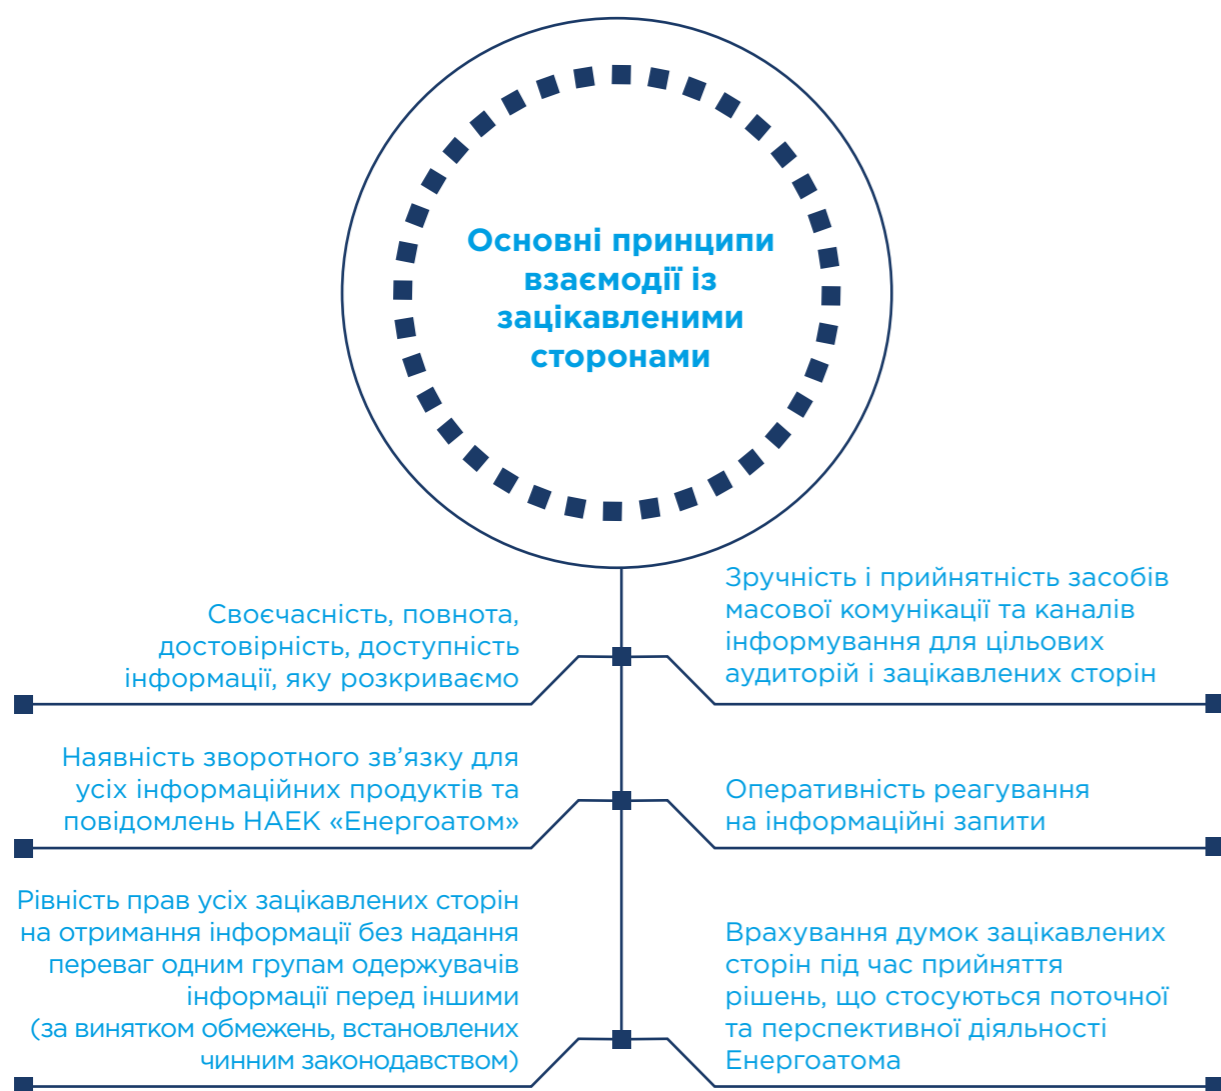 Основні принципи
взаємодії із
зацікавленими
сторонами
Своєчасність, повнота,
достовірність, доступність
інформації, яку розкриваємо
Зручність і прийнятність засобів
масової комунікації та каналів
інформування для цільових
аудиторій і зацікавлених сторін
Наявність зворотного зв’язку для
усіх інформаційних продуктів та
повідомлень НАЕК «Енергоатом»
Оперативність реагування
на інформаційні запити
Рівність прав усіх зацікавлених сторін
на отримання інформації без надання
переваг одним групам одержувачів
інформації перед іншими
(за винятком обмежень, встановлених
чинним законодавством)
Врахування думок зацікавлених
сторін під час прийняття
рішень, що стосуються поточної
та перспективної діяльності
Енергоатома